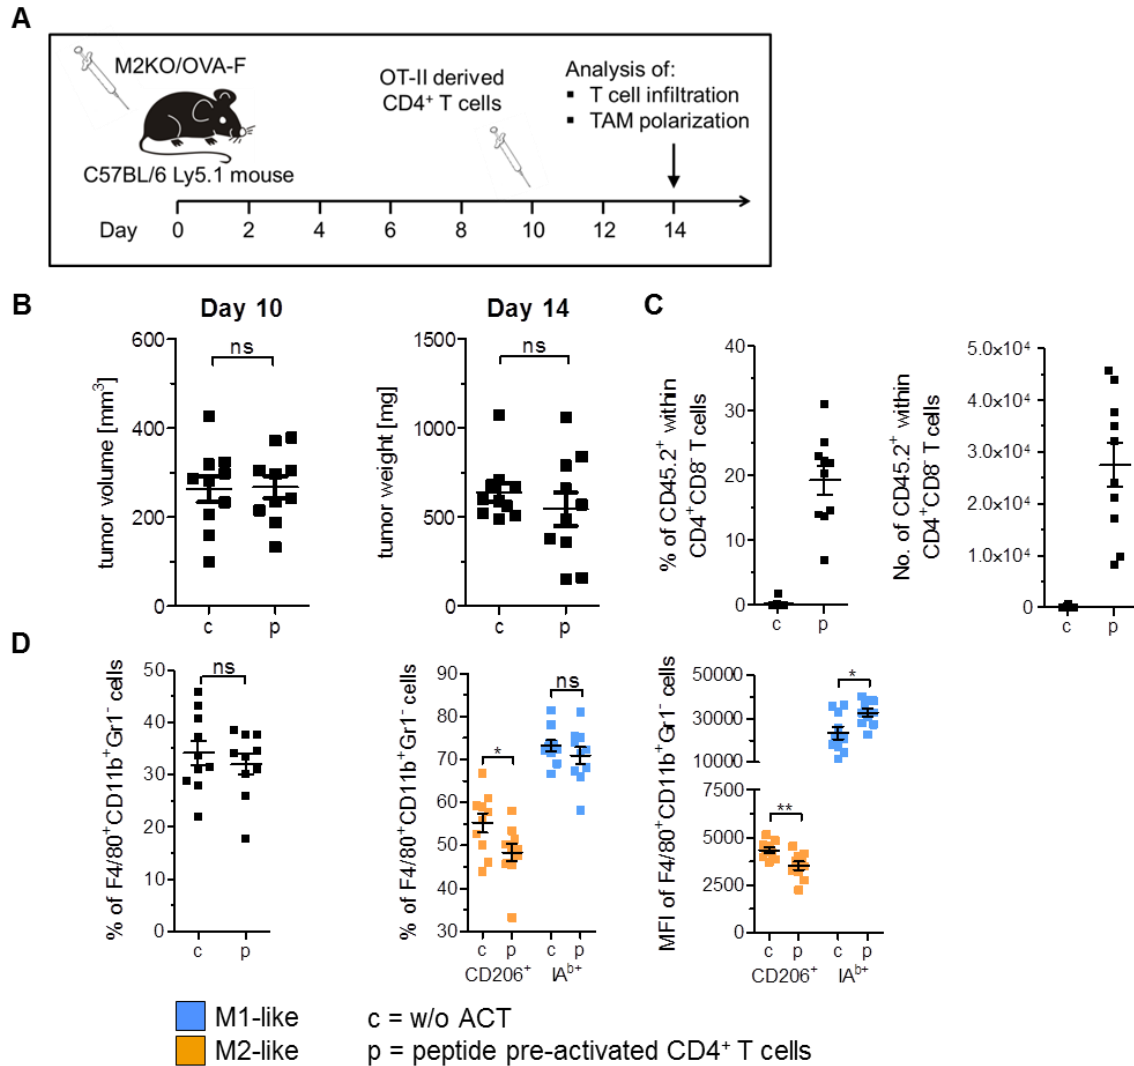 A
M2KO/OVA-F
C57BL/6 Ly5.1 mouse
OT-II derived
CD4⁺ T cells
Analysis of:
▪ T cell infiltration
▪ TAM polarization
Day 0 2 4 6 8 10 12 14
B
Day 10
tumor volume [mm³]
600
400
200
0
ns
c p
Day 14
tumor weight [mg]
1500
1000
500
0
ns
c p
C
% of CD45.2⁺ within
CD4⁺CD8⁻ T cells
40
30
20
10
0
c p
No. of CD45.2⁺ within
CD4⁺CD8⁻ T cells
5.0x10⁴
4.0x10⁴
3.0x10⁴
2.0x10⁴
1.0x10⁴
0
c p
D
% of F4/80⁺CD11b⁺Gr1⁻ cells
50
40
30
20
10
0
ns
c p
% of F4/80⁺CD11b⁺Gr1⁻ cells
90
80
70
60
50
40
30
*
ns
c p c p
CD206⁺ IAᵇ⁺
MFI of F4/80⁺CD11b⁺Gr1⁻ cells
50000
30000
10000
7500
5000
2500
0
*
**
c p c p
CD206⁺ IAᵇ⁺
M1-like
M2-like
c = w/o ACT
p = peptide pre-activated CD4⁺ T cells